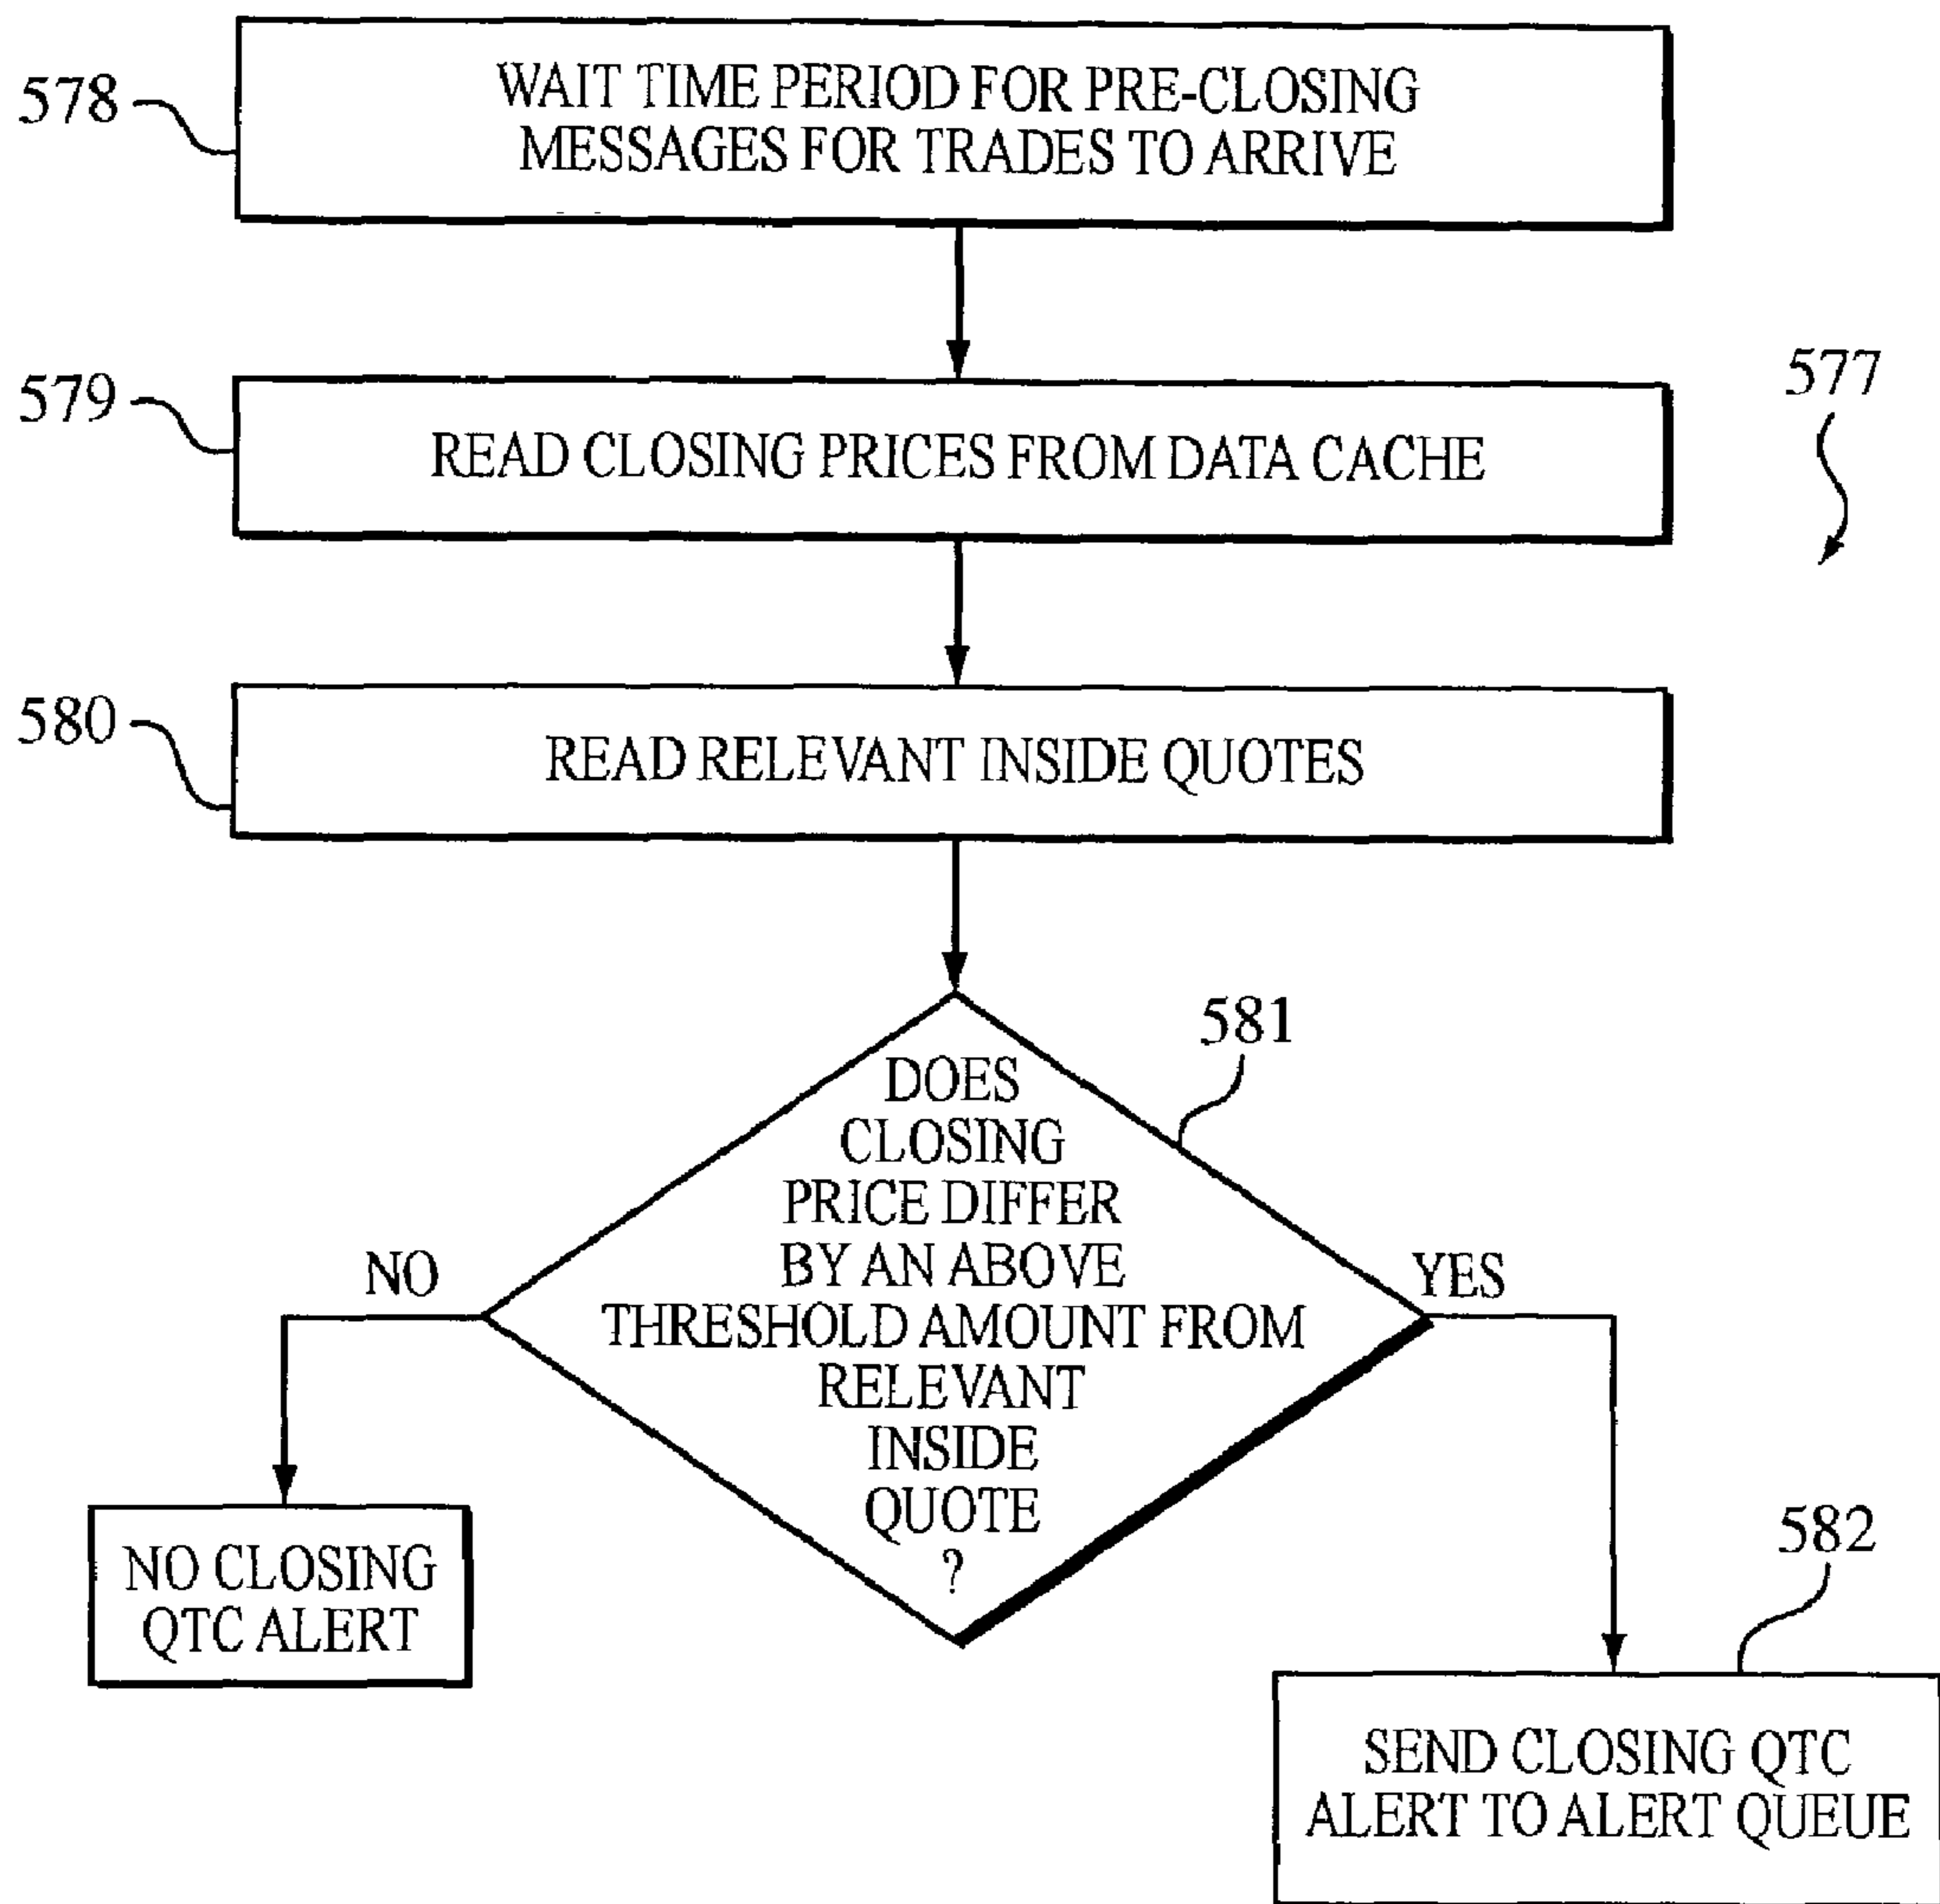 578
WAIT TIME PERIOD FOR PRE-CLOSING
MESSAGES FOR TRADES TO ARRIVE
579
READ CLOSING PRICES FROM DATA CACHE
577
580
READ RELEVANT INSIDE QUOTES
581
DOES
CLOSING
PRICE DIFFER
BY AN ABOVE
THRESHOLD AMOUNT FROM
RELEVANT
INSIDE
QUOTE
?
NO
YES
NO CLOSING
QTC ALERT
582
SEND CLOSING QTC
ALERT TO ALERT QUEUE